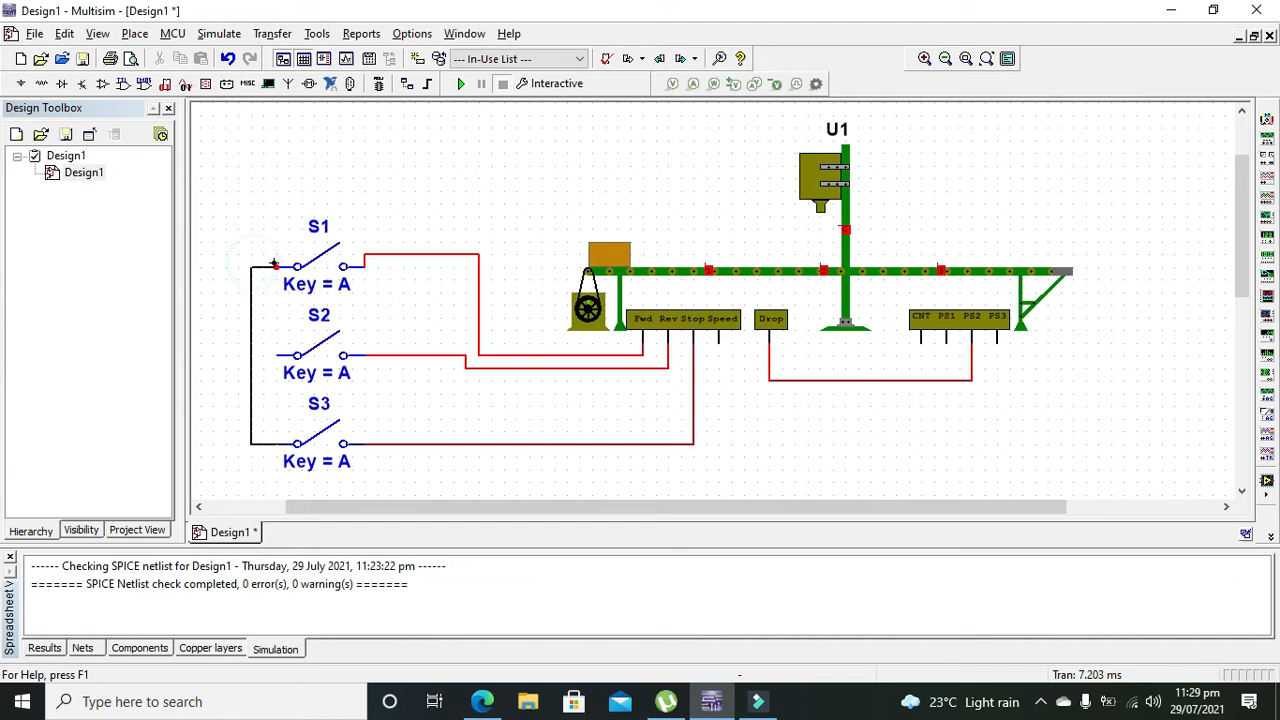 Design1 - Multisim - [Design1 *]
File Edit View Place MCU Simulate Transfer Tools Reports Options Window Help
--- In-Use List ---
Interactive
Design Toolbox
Design1
Design1
U1
S1
Key = A
S2
Key = A
S3
Key = A
1 2 3
Fwd Rev Stop Speed
Drop
CNT PS1 PS2 PS3
Hierarchy Visibility Project View
Design1 *
Spreadsheet V
------ Checking SPICE netlist for Design1 - Thursday, 29 July 2021, 11:23:22 pm ------
======= SPICE Netlist check completed, 0 error(s), 0 warning(s) =======
Results Nets Components Copper layers Simulation
For Help, press F1
-
Tran: 7.203 ms
Type here to search
23°C Light rain
11:29 pm
29/07/2021